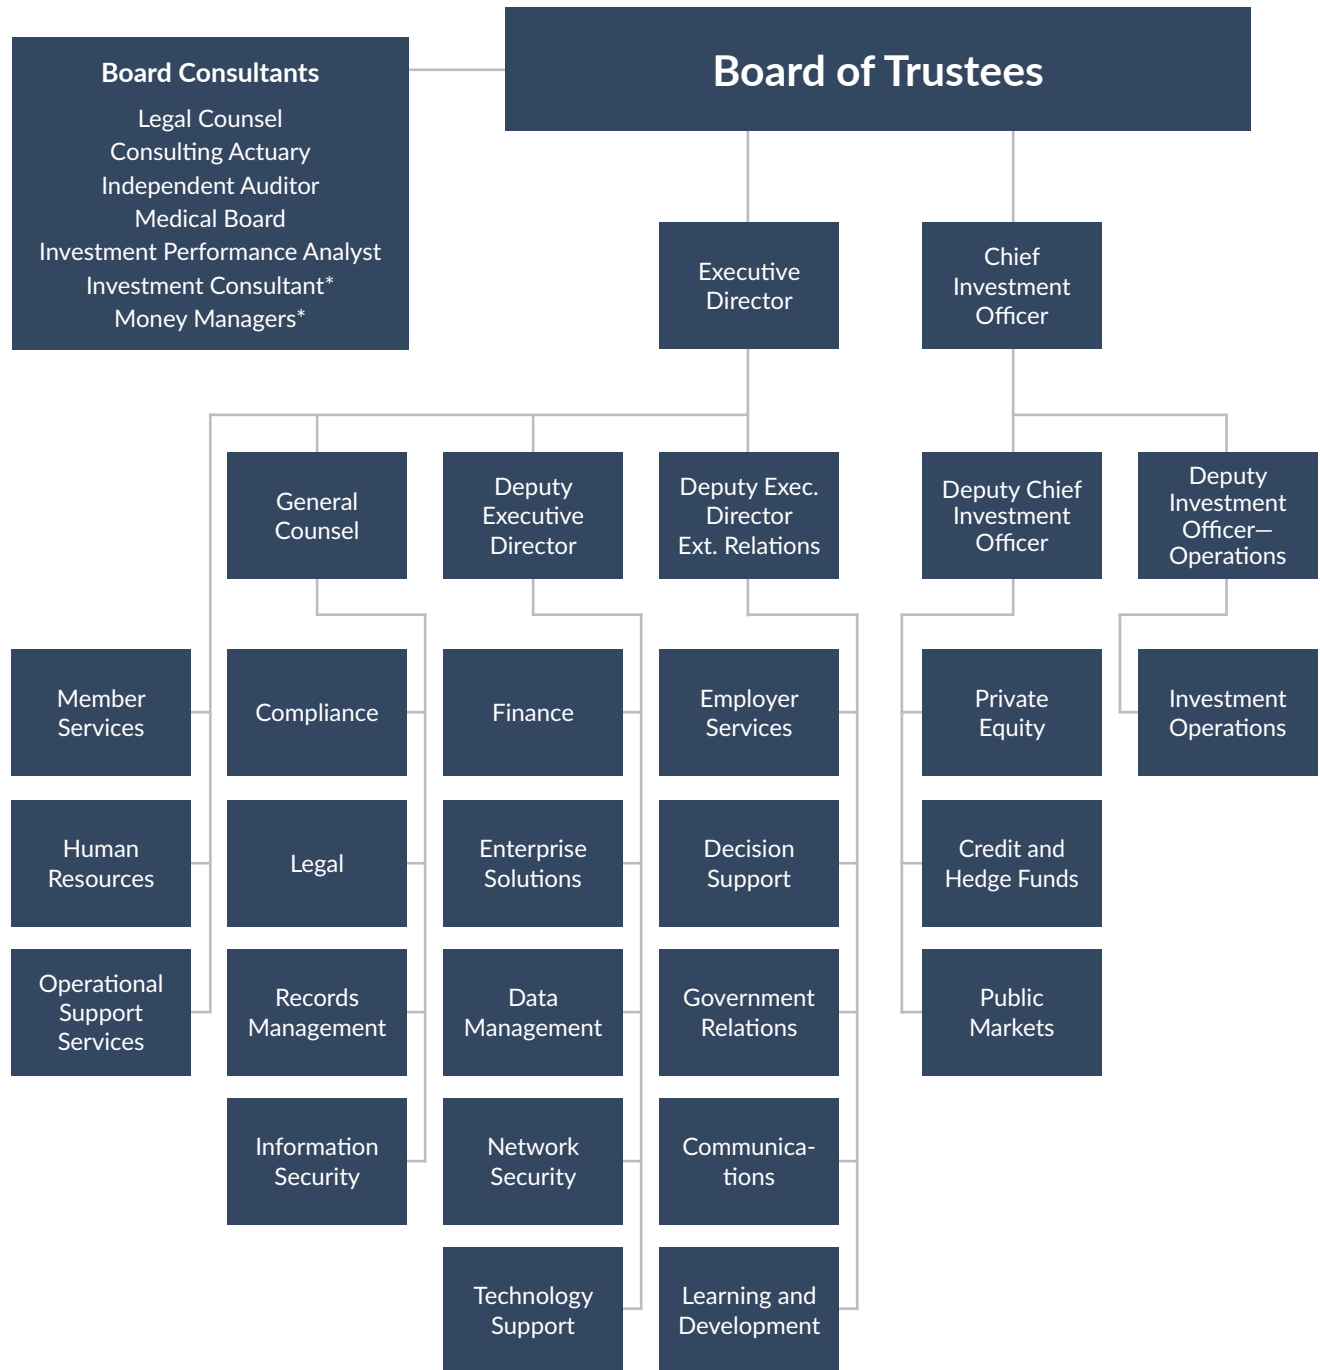 Board of Trustees
Board Consultants
Legal Counsel
Consulting Actuary
Independent Auditor
Medical Board
Investment Performance Analyst
Investment Consultant*
Money Managers*
Executive
Director
Chief
Investment
Officer
General
Counsel
Deputy
Executive
Director
Deputy Exec.
Director
Ext. Relations
Deputy Chief
Investment
Officer
Deputy
Investment
Officer—
Operations
Member
Services
Compliance
Finance
Employer
Services
Private
Equity
Investment
Operations
Human
Resources
Legal
Enterprise
Solutions
Decision
Support
Credit and
Hedge Funds
Operational
Support
Services
Records
Management
Data
Management
Government
Relations
Public
Markets
Information
Security
Network
Security
Communica-
tions
Technology
Support
Learning and
Development